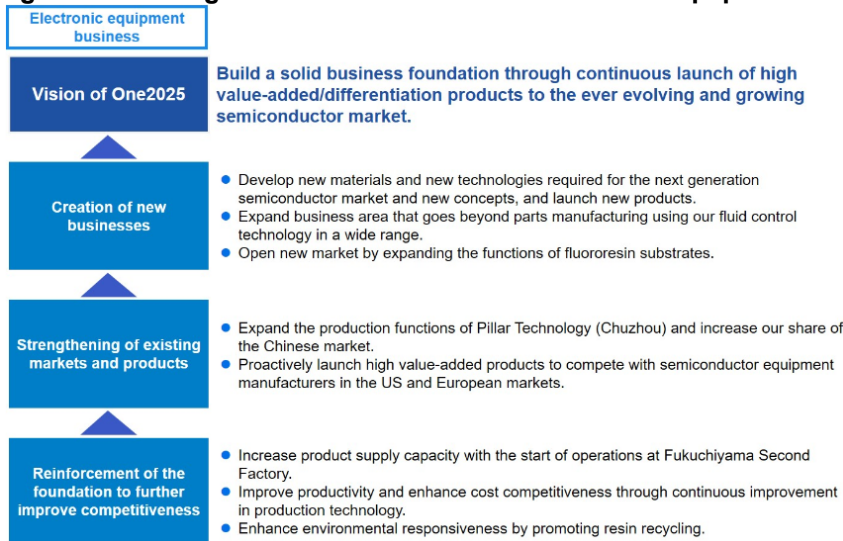 Electronic equipment
business
Vision of One2025
Build a solid business foundation through continuous launch of high
value-added/differentiation products to the ever evolving and growing
semiconductor market.
Creation of new
businesses
● Develop new materials and new technologies required for the next generation
semiconductor market and new concepts, and launch new products.
● Expand business area that goes beyond parts manufacturing using our fluid control
technology in a wide range.
● Open new market by expanding the functions of fluororesin substrates.
Strengthening of existing
markets and products
● Expand the production functions of Pillar Technology (Chuzhou) and increase our share of
the Chinese market.
● Proactively launch high value-added products to compete with semiconductor equipment
manufacturers in the US and European markets.
Reinforcement of the
foundation to further
improve competitiveness
● Increase product supply capacity with the start of operations at Fukuchiyama Second
Factory.
● Improve productivity and enhance cost competitiveness through continuous improvement
in production technology.
● Enhance environmental responsiveness by promoting resin recycling.